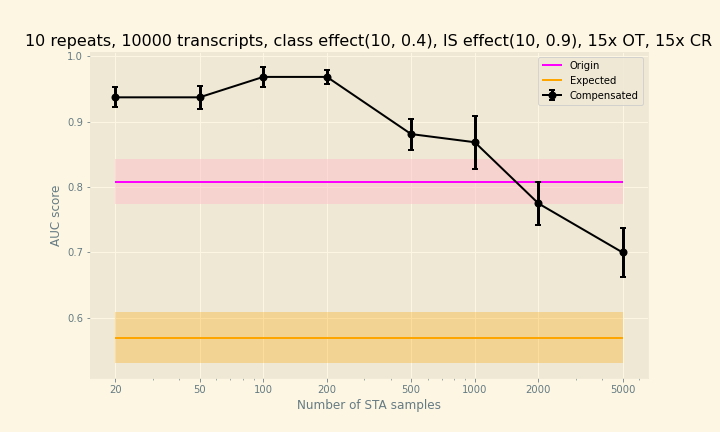 10 repeats, 10000 transcripts, class effect(10, 0.4), IS effect(10, 0.9), 15x OT, 15x CR
1.0
0.9
0.8
0.7
0.6
AUC score
Origin
Expected
Compensated
20 50 100 200 500 1000 2000 5000
Number of STA samples